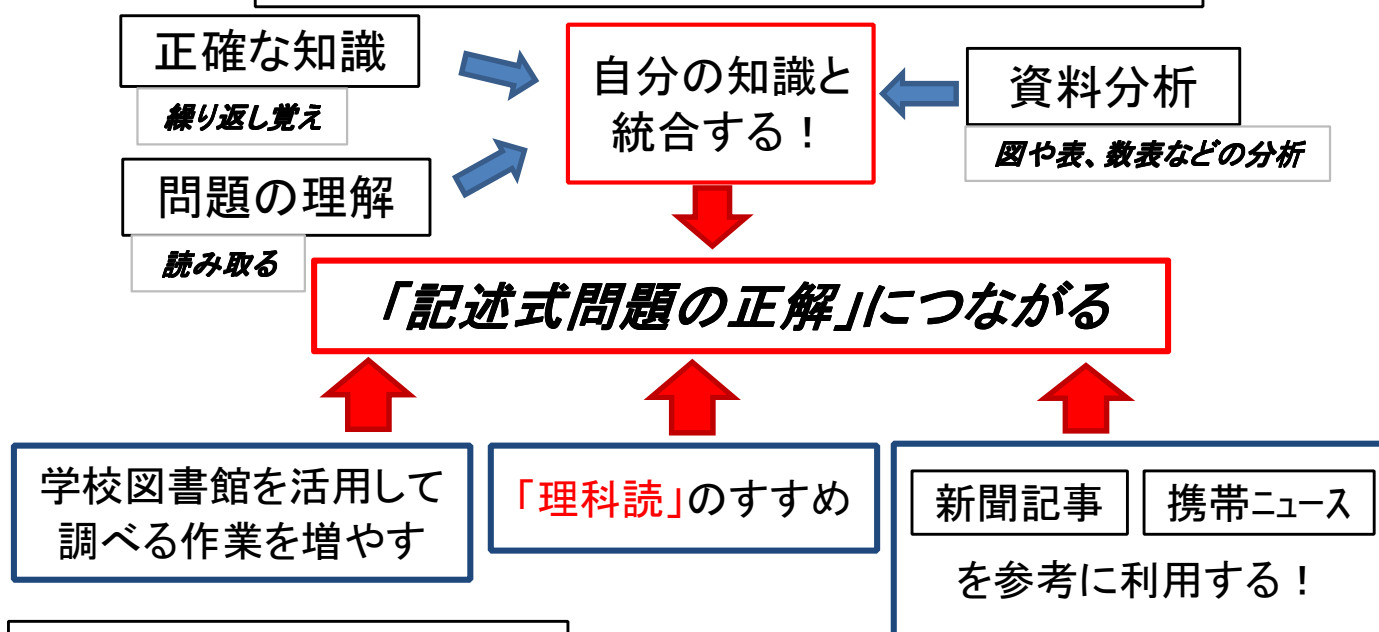 正確な知識
繰り返し覚え
問題の理解
読み取る
自分の知識と
統合する！
資料分析
図や表、数表などの分析
「記述式問題の正解」につながる
学校図書館を活用して
調べる作業を増やす
「理科読」のすすめ
新聞記事
携帯ニュース
を参考に利用する！